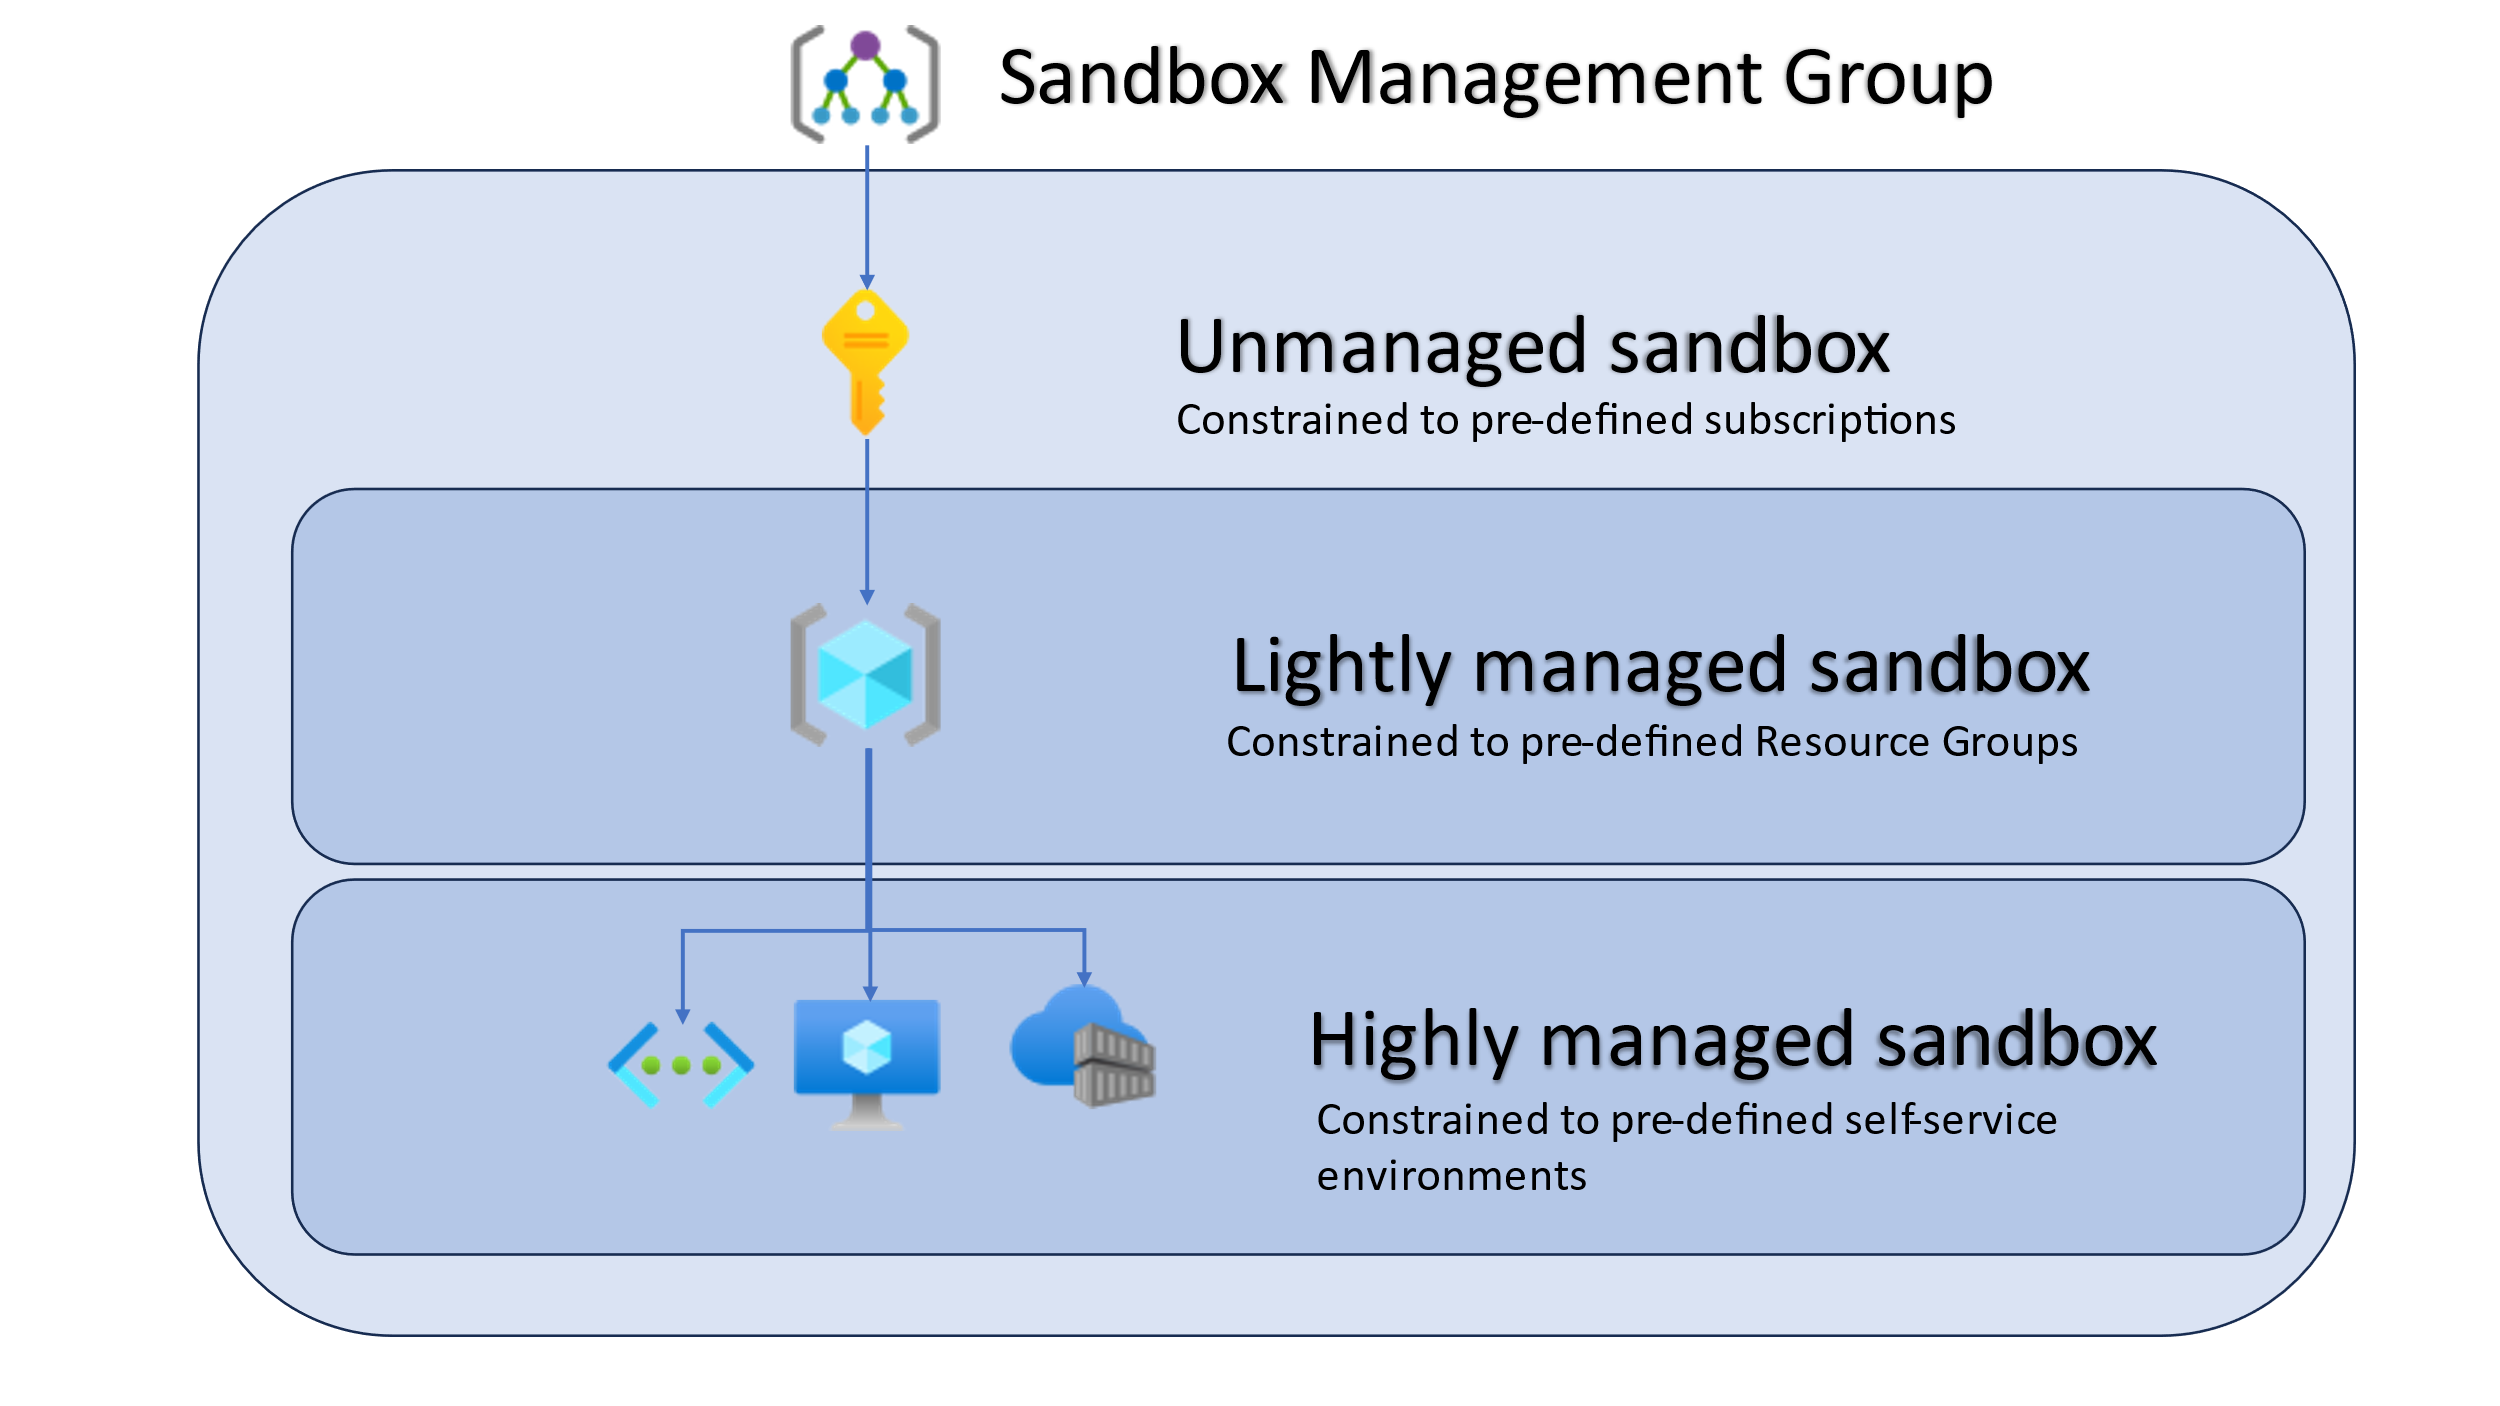 Sandbox Management Group
Unmanaged sandbox
Constrained to pre-defined subscriptions
Lightly managed sandbox
Constrained to pre-defined Resource Groups
Highly managed sandbox
Constrained to pre-defined self-service
environments